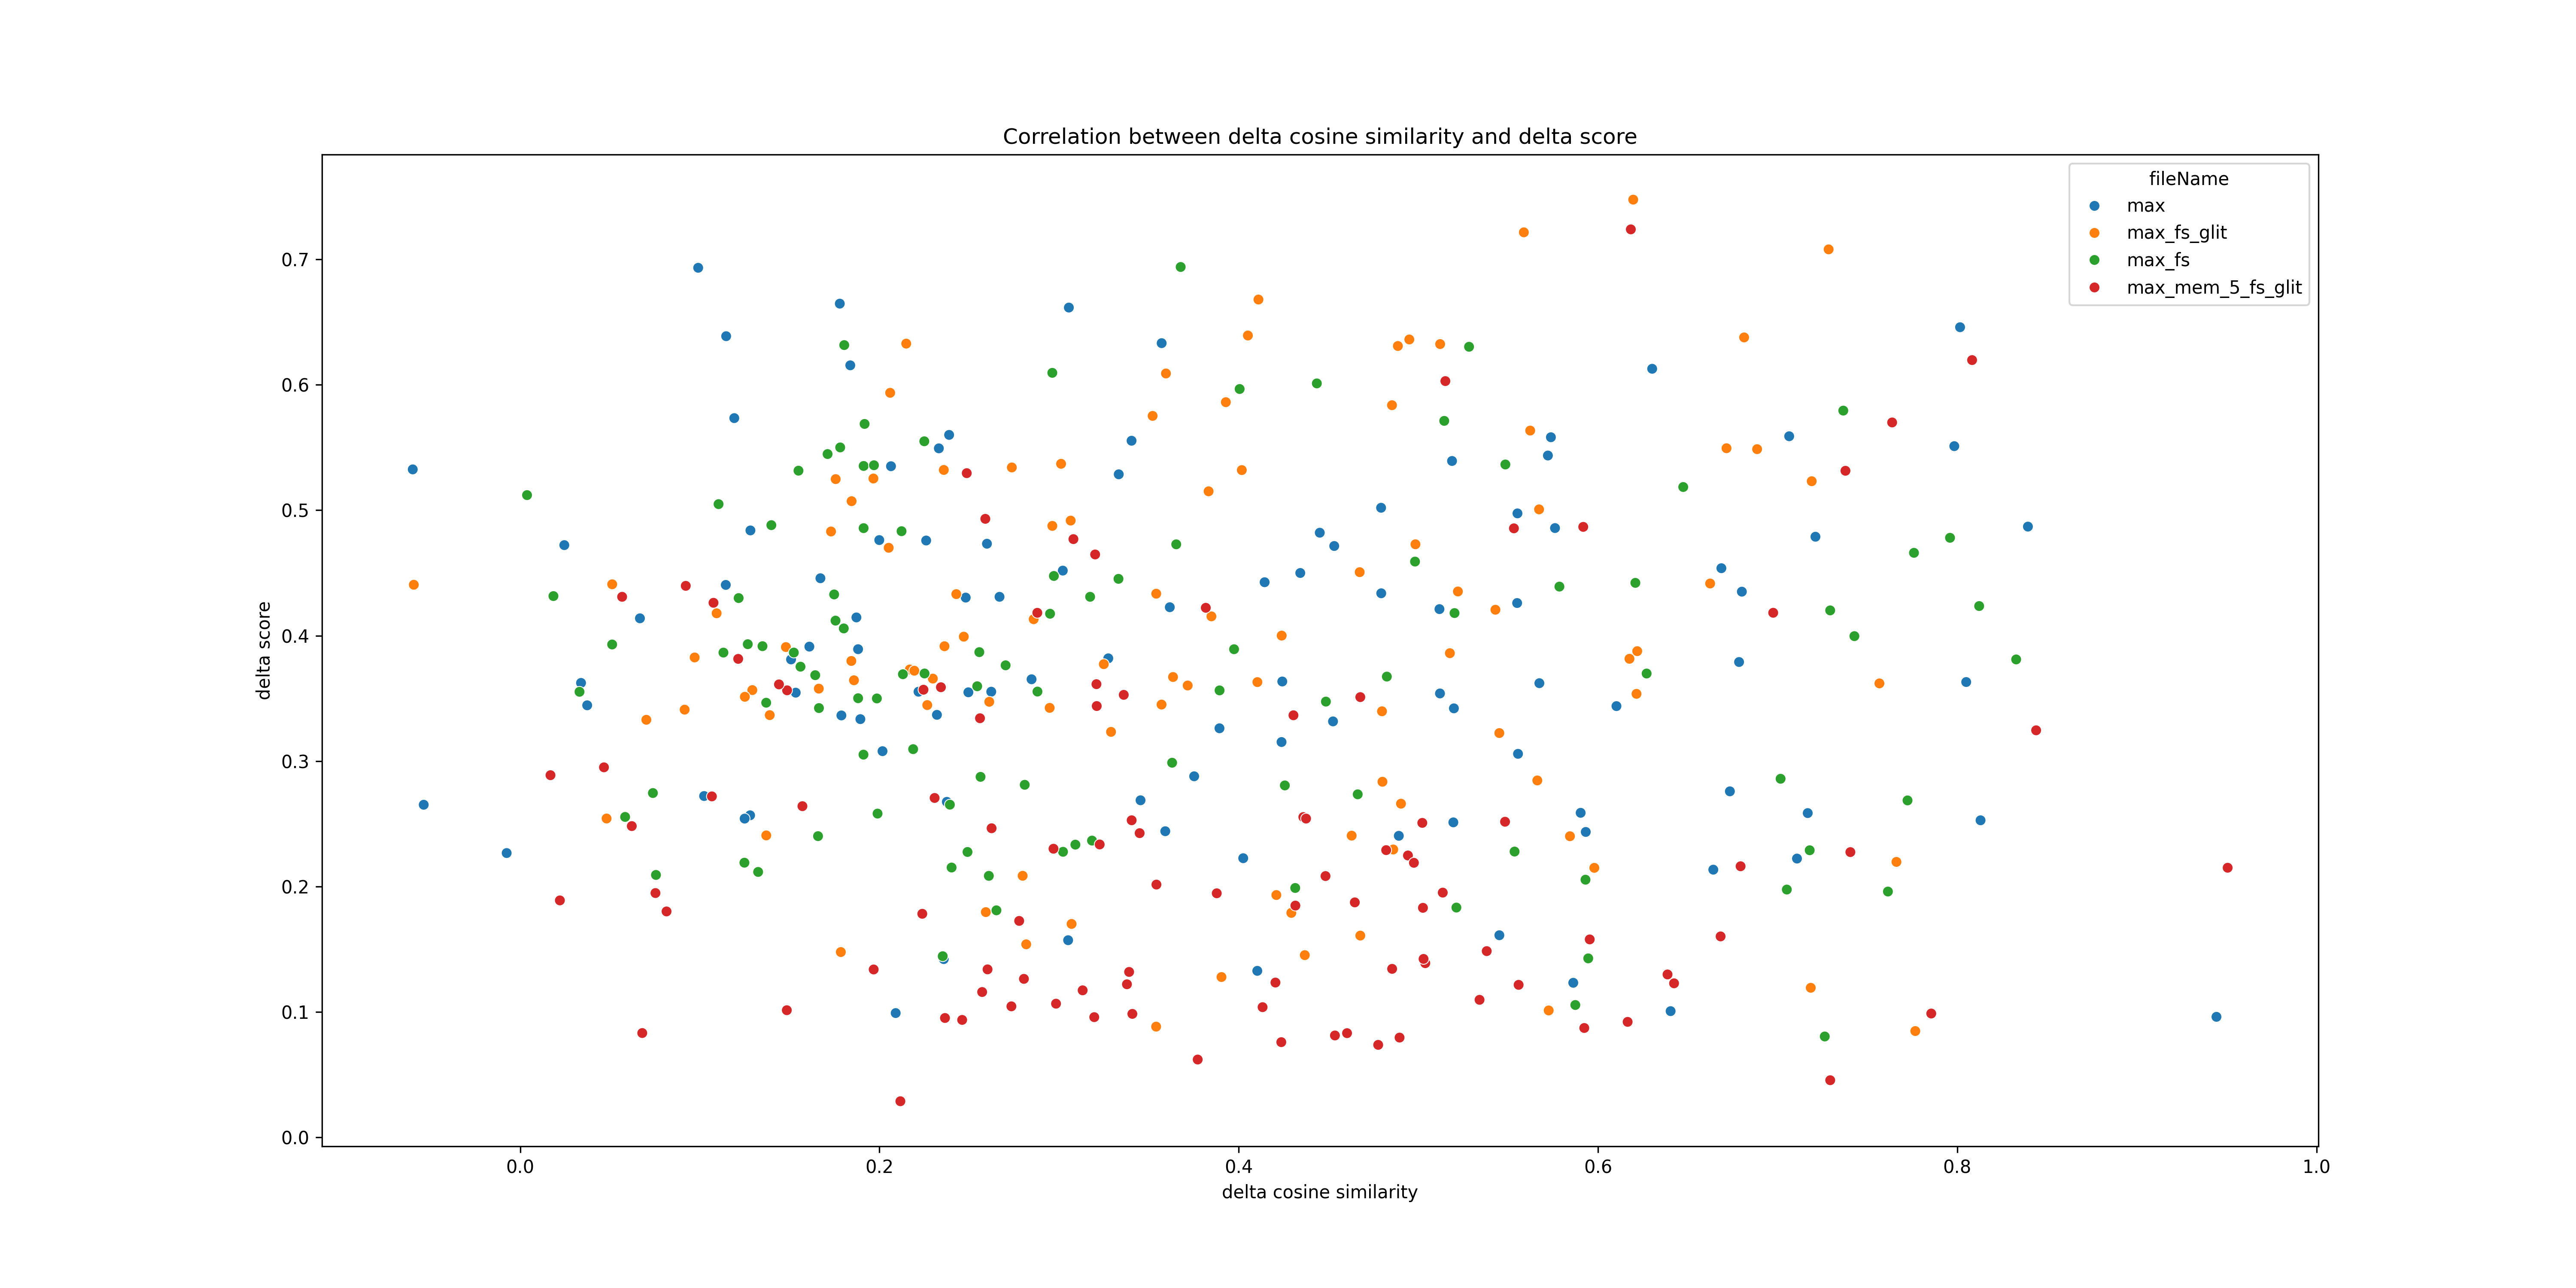 Correlation between delta cosine similarity and delta score
fileName
max
max_fs_glit
max_fs
max_mem_5_fs_glit
delta score
0.7
0.6
0.5
0.4
0.3
0.2
0.1
0.0
0.0 0.2 0.4 0.6 0.8 1.0
delta cosine similarity